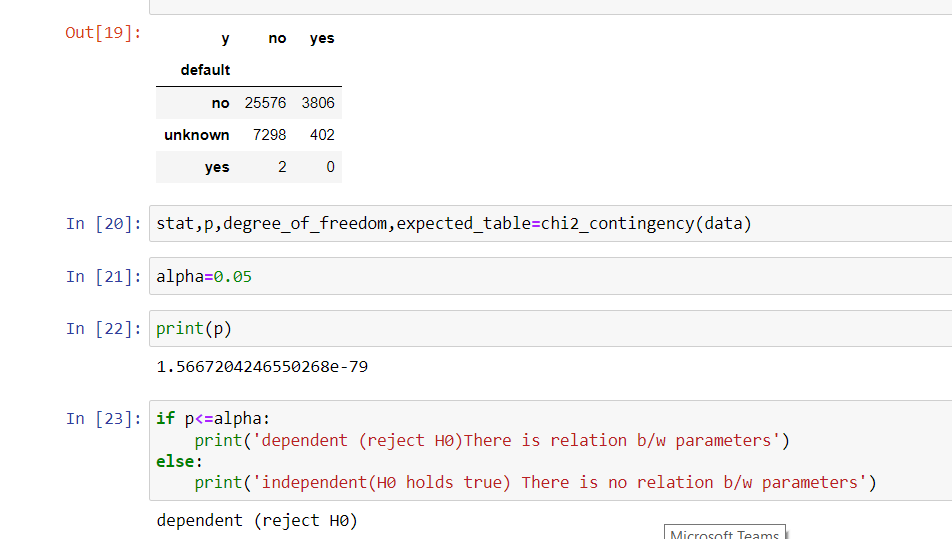 Out[19]:
y no yes
default
no 25576 3806
unknown 7298 402
yes 2 0
In [20]: stat,p,degree_of_freedom,expected_table=chi2_contingency(data)
In [21]: alpha=0.05
In [22]: print(p)
1.5667204246550268e-79
In [23]: if p<=alpha:
print('dependent (reject H0)There is relation b/w parameters')
else:
print('independent(H0 holds true) There is no relation b/w parameters')
dependent (reject H0)
Microsoft Teams